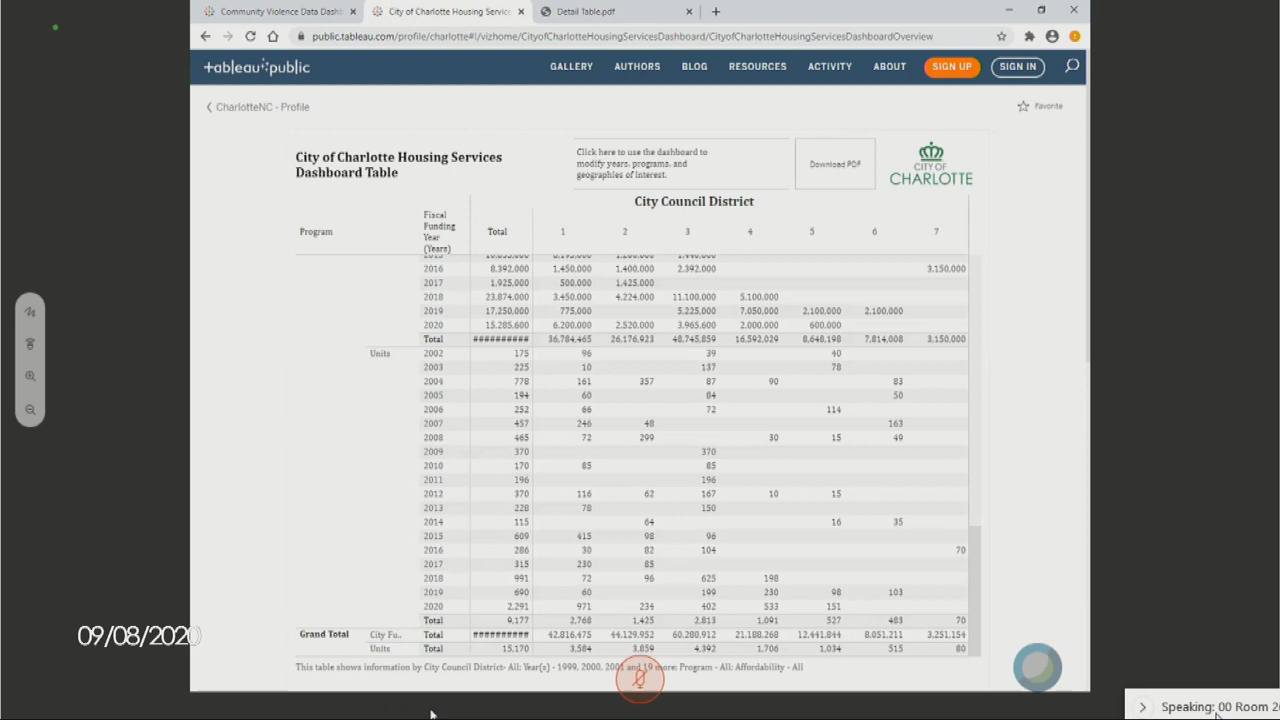 Community Violence Data Dash
City of Charlotte Housing Servic
Detail Table.pdf
public.tableau.com/profile/charlotte#!/vizhome/CityofCharlotteHousingServicesDashboard/CityofCharlotteHousingServicesDashboardOverview
+ableau+public GALLERY AUTHORS BLOG RESOURCES ACTIVITY ABOUT SIGN UP SIGN IN
CharlotteNC - Profile
Favorite
City of Charlotte Housing Services
Dashboard Table
Click here to use the dashboard to
modify years, programs, and
geographies of interest.
Download PDF
CITY OF
CHARLOTTE
City Council District
Program Fiscal Funding Year (Years) Total 1 2 3 4 5 6 7
2016 8,392,000 1,450,000 1,400,000 2,392,000 3,150,000
2017 1,925,000 500,000 1,425,000
2018 23,874,000 3,450,000 4,224,000 11,100,000 5,100,000
2019 17,250,000 775,000 5,225,000 7,050,000 2,100,000 2,100,000
2020 15,285,600 6,200,000 2,520,000 3,965,600 2,000,000 600,000
Total ########## 36,784,465 26,176,923 48,745,859 16,592,029 8,648,198 7,814,008 3,150,000
Units 2002 175 96 39 40
2003 225 10 137 78
2004 778 161 357 87 90 83
2005 194 60 84 50
2006 252 66 72 114
2007 457 246 48 163
2008 465 72 299 30 15 49
2009 370 370
2010 170 85 85
2011 196 196
2012 370 116 62 167 10 15
2013 228 78 150
2014 115 64 16 35
2015 609 415 98 96
2016 286 30 82 104 70
2017 315 230 85
2018 991 72 96 625 198
2019 690 60 199 230 98 103
2020 2,291 971 234 402 533 151
Total 9,177 2,768 1,425 2,813 1,091 527 483 70
Grand Total City Fu.. Total ########## 42,816,475 44,129,952 60,280,912 21,188,268 12,441,844 8,051,211 3,251,154
Units Total 15,170 3,584 3,859 4,392 1,706 1,034 515 80
This table shows information by City Council District- All; Year(s) - 1999, 2000, 2001 and 19 more; Program - All; Affordability - All
09/08/2020
Speaking: 00 Room 2